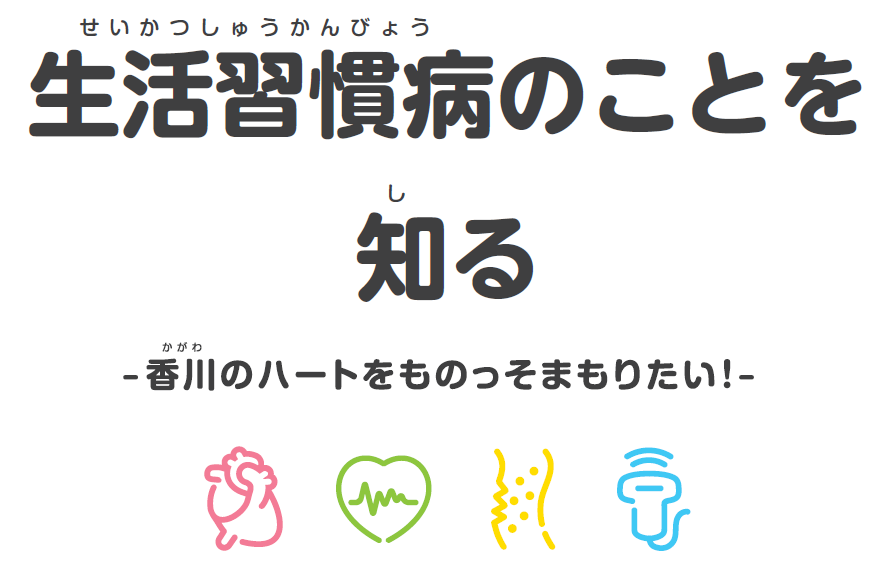 せいかつしゅうかんびょう
生活習慣病のことを
し
知る
かがわ
-香川のハートをものっそまもりたい!-